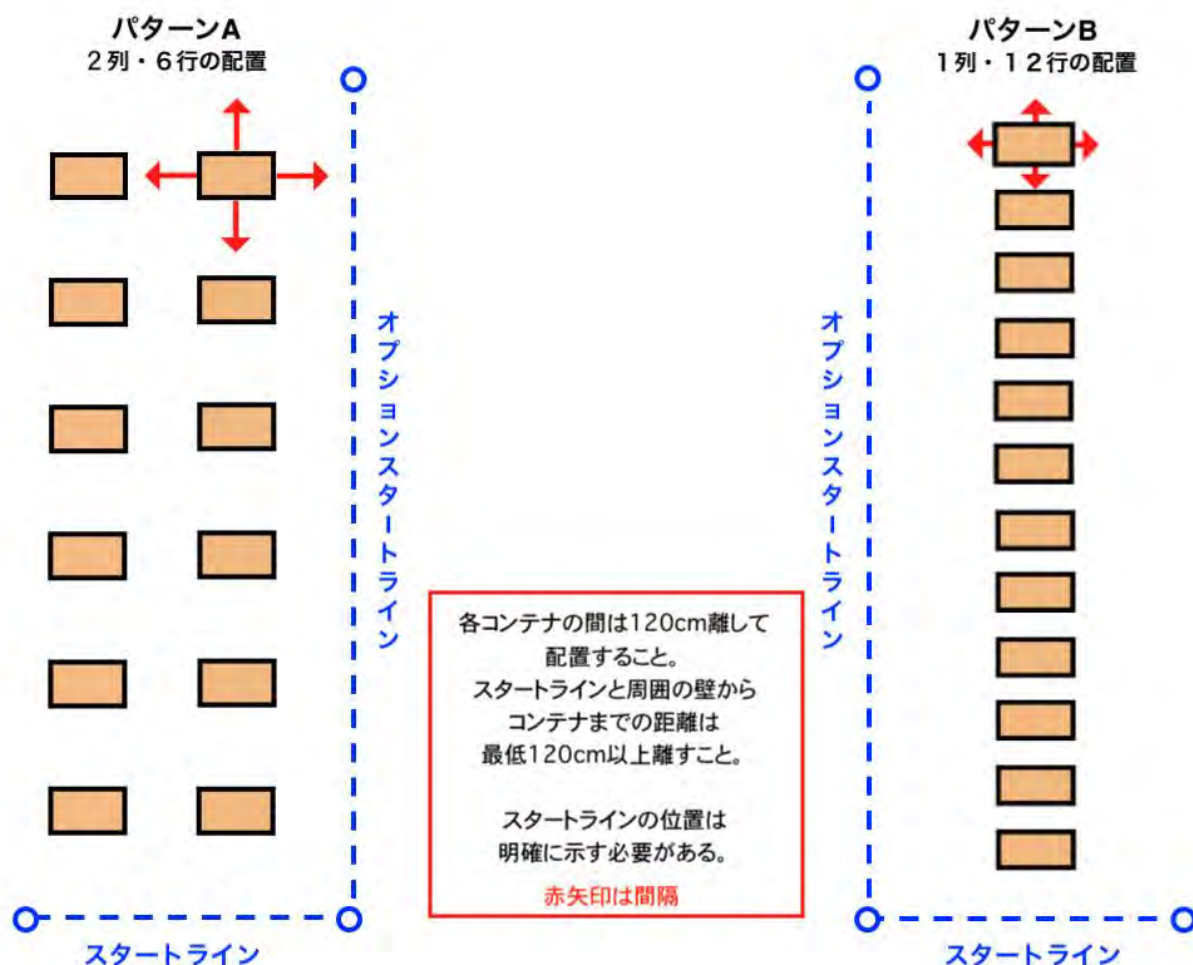 パターンA
2列・6行の配置
オプションスタートライン
スタートライン
各コンテナの間は120cm離して
配置すること。
スタートラインと周囲の壁から
コンテナまでの距離は
最低120cm以上離すこと。
スタートラインの位置は
明確に示す必要がある。
赤矢印は間隔
パターンB
1列・12行の配置
オプションスタートライン
スタートライン